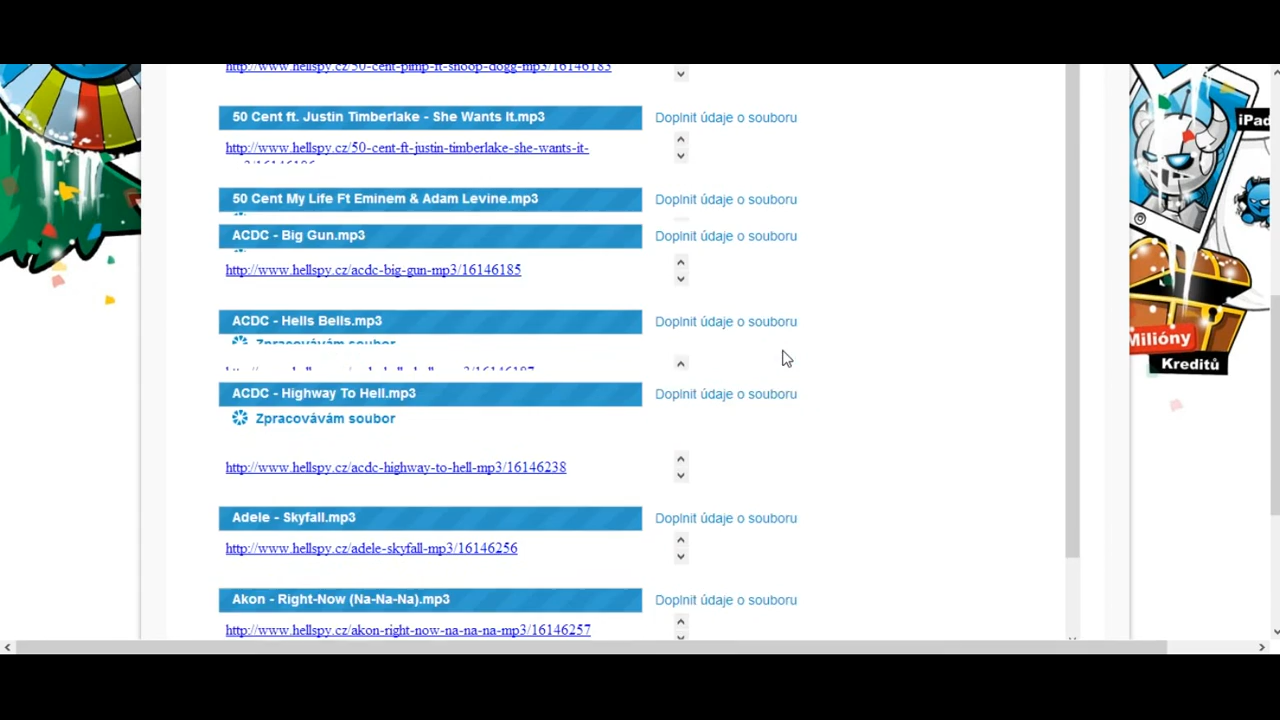 http://www.hellspy.cz/50-cent-pimp-ft-snoop-dogg-mp3/16146183
50 Cent ft. Justin Timberlake - She Wants It.mp3
Doplnit údaje o souboru
http://www.hellspy.cz/50-cent-ft-justin-timberlake-she-wants-it-
50 Cent My Life Ft Eminem & Adam Levine.mp3
Doplnit údaje o souboru
ACDC - Big Gun.mp3
Doplnit údaje o souboru
http://www.hellspy.cz/acdc-big-gun-mp3/16146185
ACDC - Hells Bells.mp3
Doplnit údaje o souboru
Zpracovávám soubor
ACDC - Highway To Hell.mp3
Doplnit údaje o souboru
Zpracovávám soubor
http://www.hellspy.cz/acdc-highway-to-hell-mp3/16146238
Adele - Skyfall.mp3
Doplnit údaje o souboru
http://www.hellspy.cz/adele-skyfall-mp3/16146256
Akon - Right-Now (Na-Na-Na).mp3
Doplnit údaje o souboru
http://www.hellspy.cz/akon-right-now-na-na-na-mp3/16146257
iPad
Milióny
Kreditů